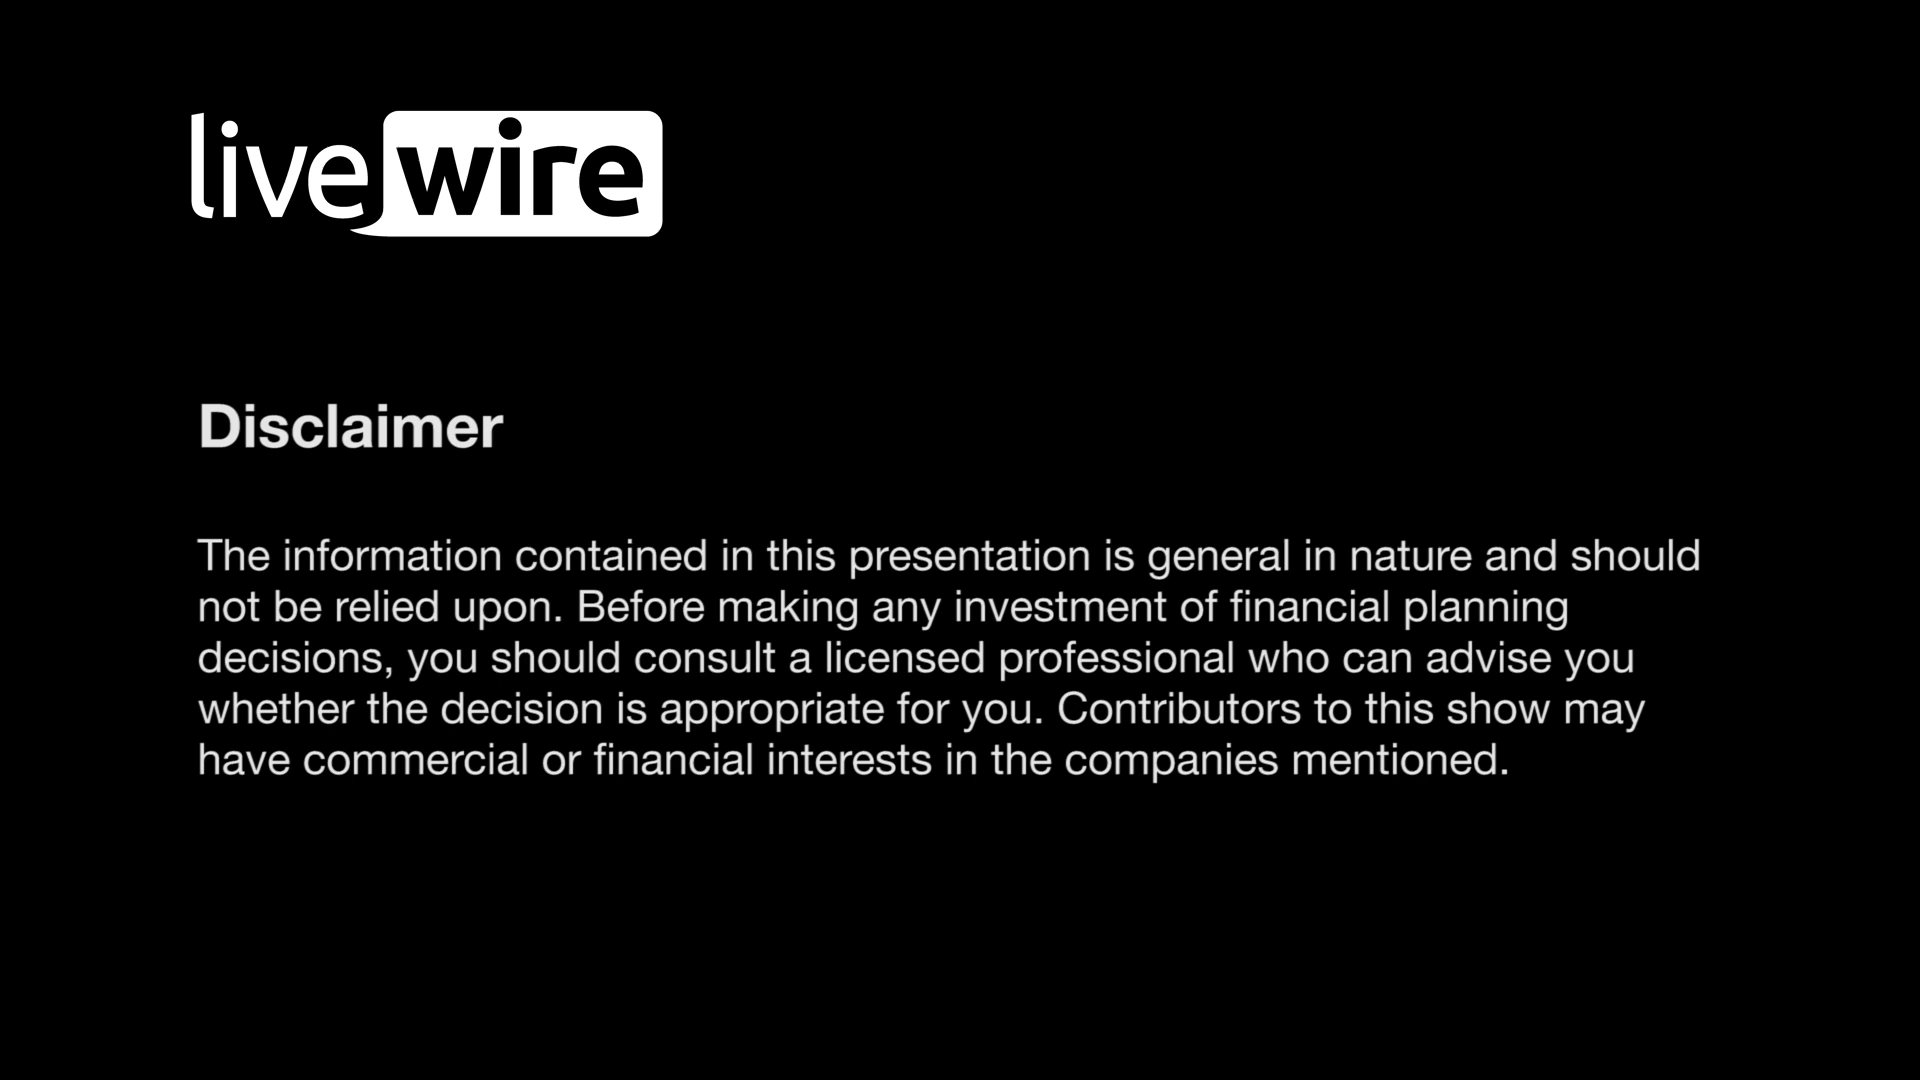 livewire
Disclaimer
The information contained in this presentation is general in nature and should
not be relied upon. Before making any investment of financial planning
decisions, you should consult a licensed professional who can advise you
whether the decision is appropriate for you. Contributors to this show may
have commercial or financial interests in the companies mentioned.